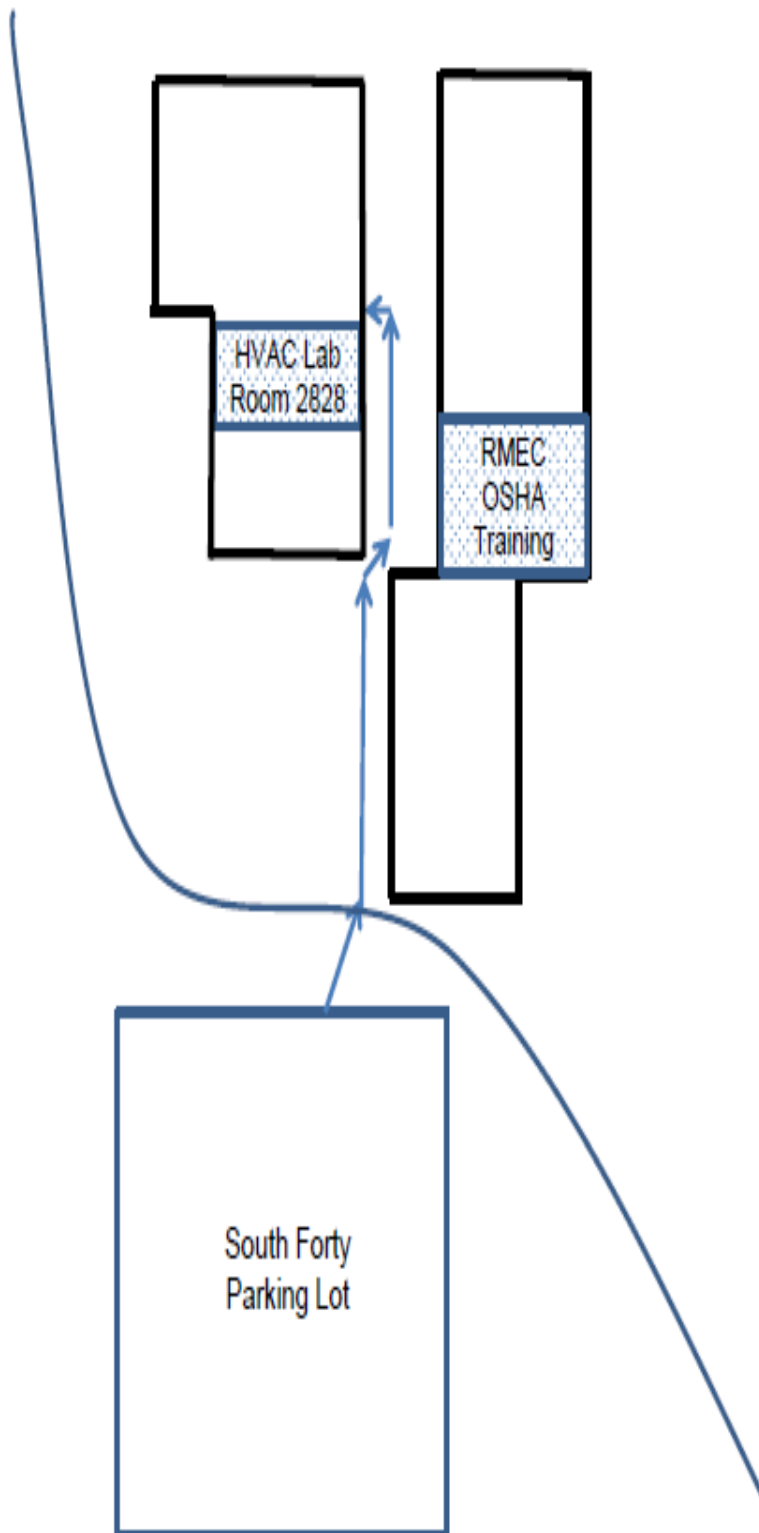 HVAC Lab
Room 2828
RMEC
OSHA
Training
South Forty
Parking Lot